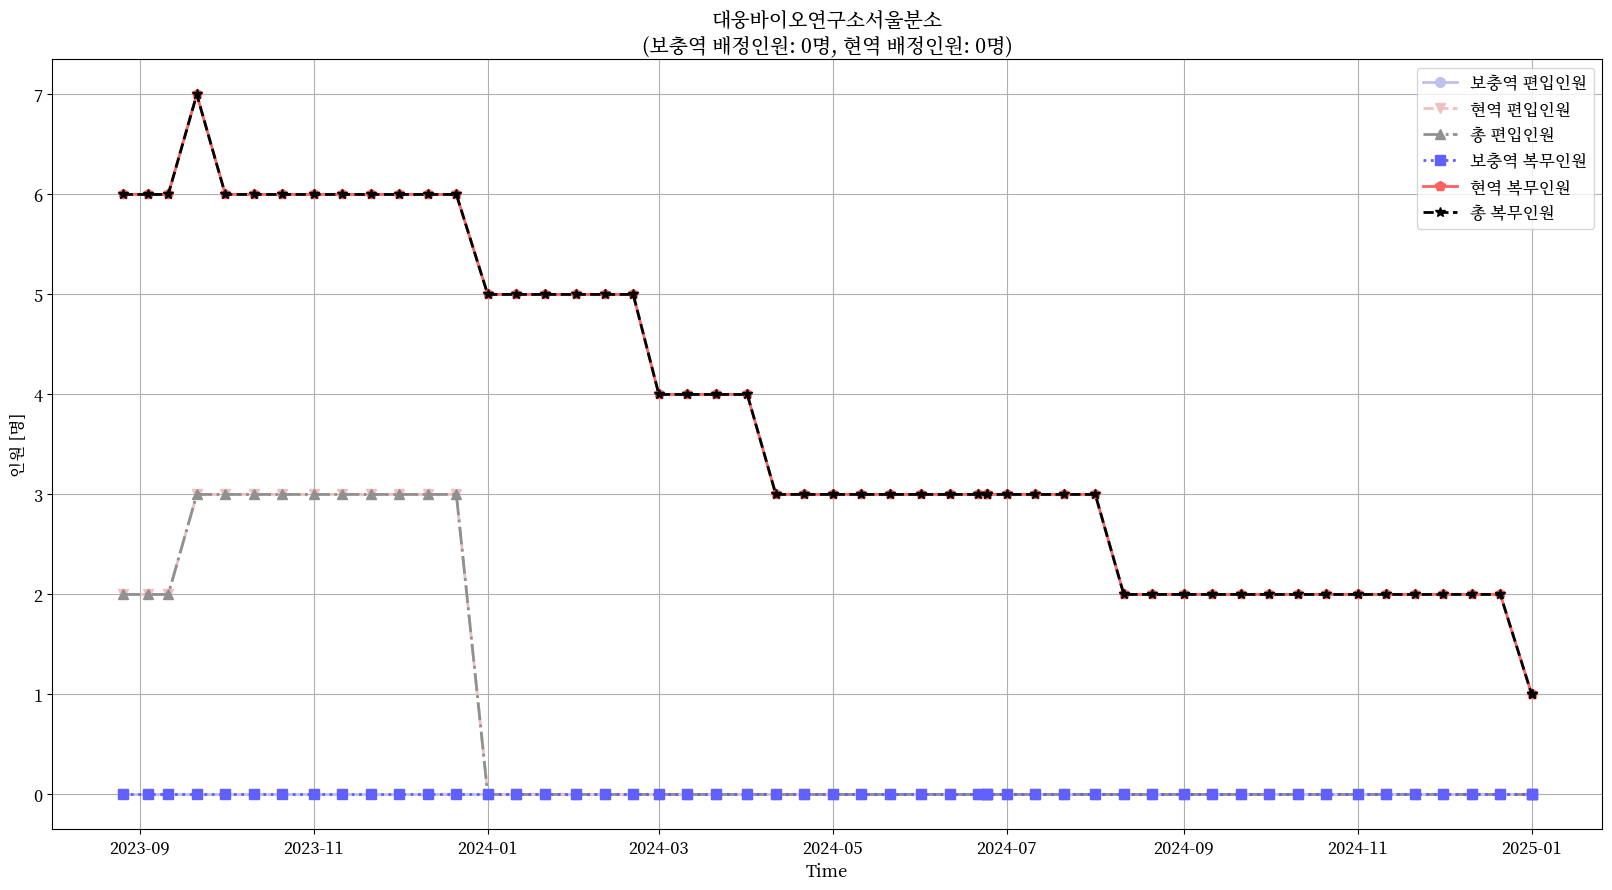 대웅바이오연구소서울분소
(보충역 배정인원: 0명, 현역 배정인원: 0명)
보충역 편입인원
현역 편입인원
총 편입인원
보충역 복무인원
현역 복무인원
총 복무인원
인원 [명]
7
6
5
4
3
2
1
0
2023-09 2023-11 2024-01 2024-03 2024-05 2024-07 2024-09 2024-11 2025-01
Time